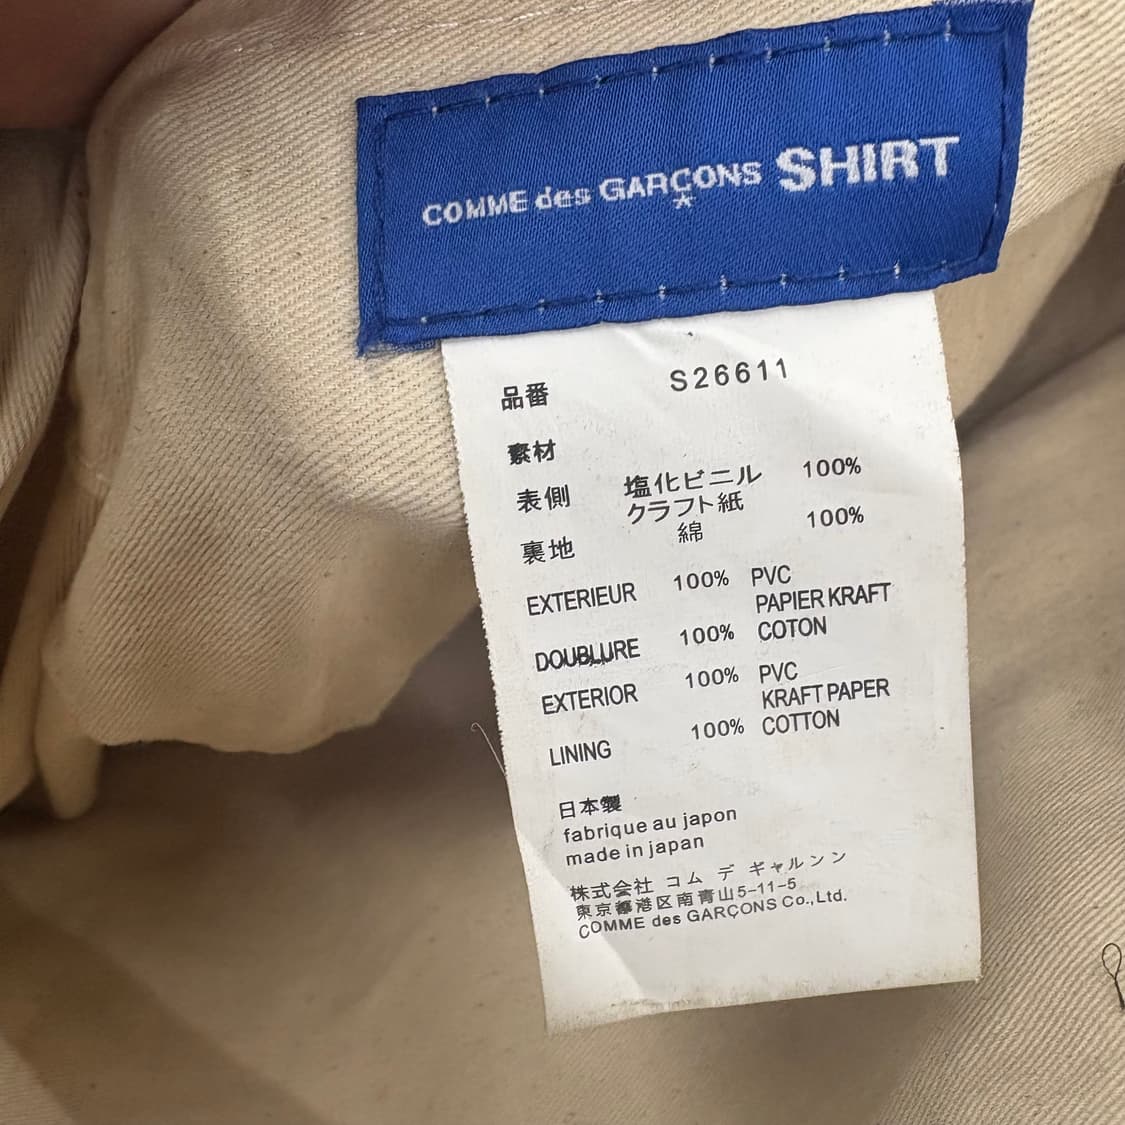 COMME des GARÇONS SHIRT
品番 S26611
素材
表側 塩化ビニル 100%
クラフト紙
裏地 綿 100%
EXTERIEUR 100% PVC
PAPIER KRAFT
DOUBLURE 100% COTON
EXTERIOR 100% PVC
KRAFT PAPER
LINING 100% COTTON
日本製
fabrique au japon
made in japan
株式会社 コム デ ギャルンン
東京都港区南青山5-11-5
COMME des GARÇONS Co.,Ltd.